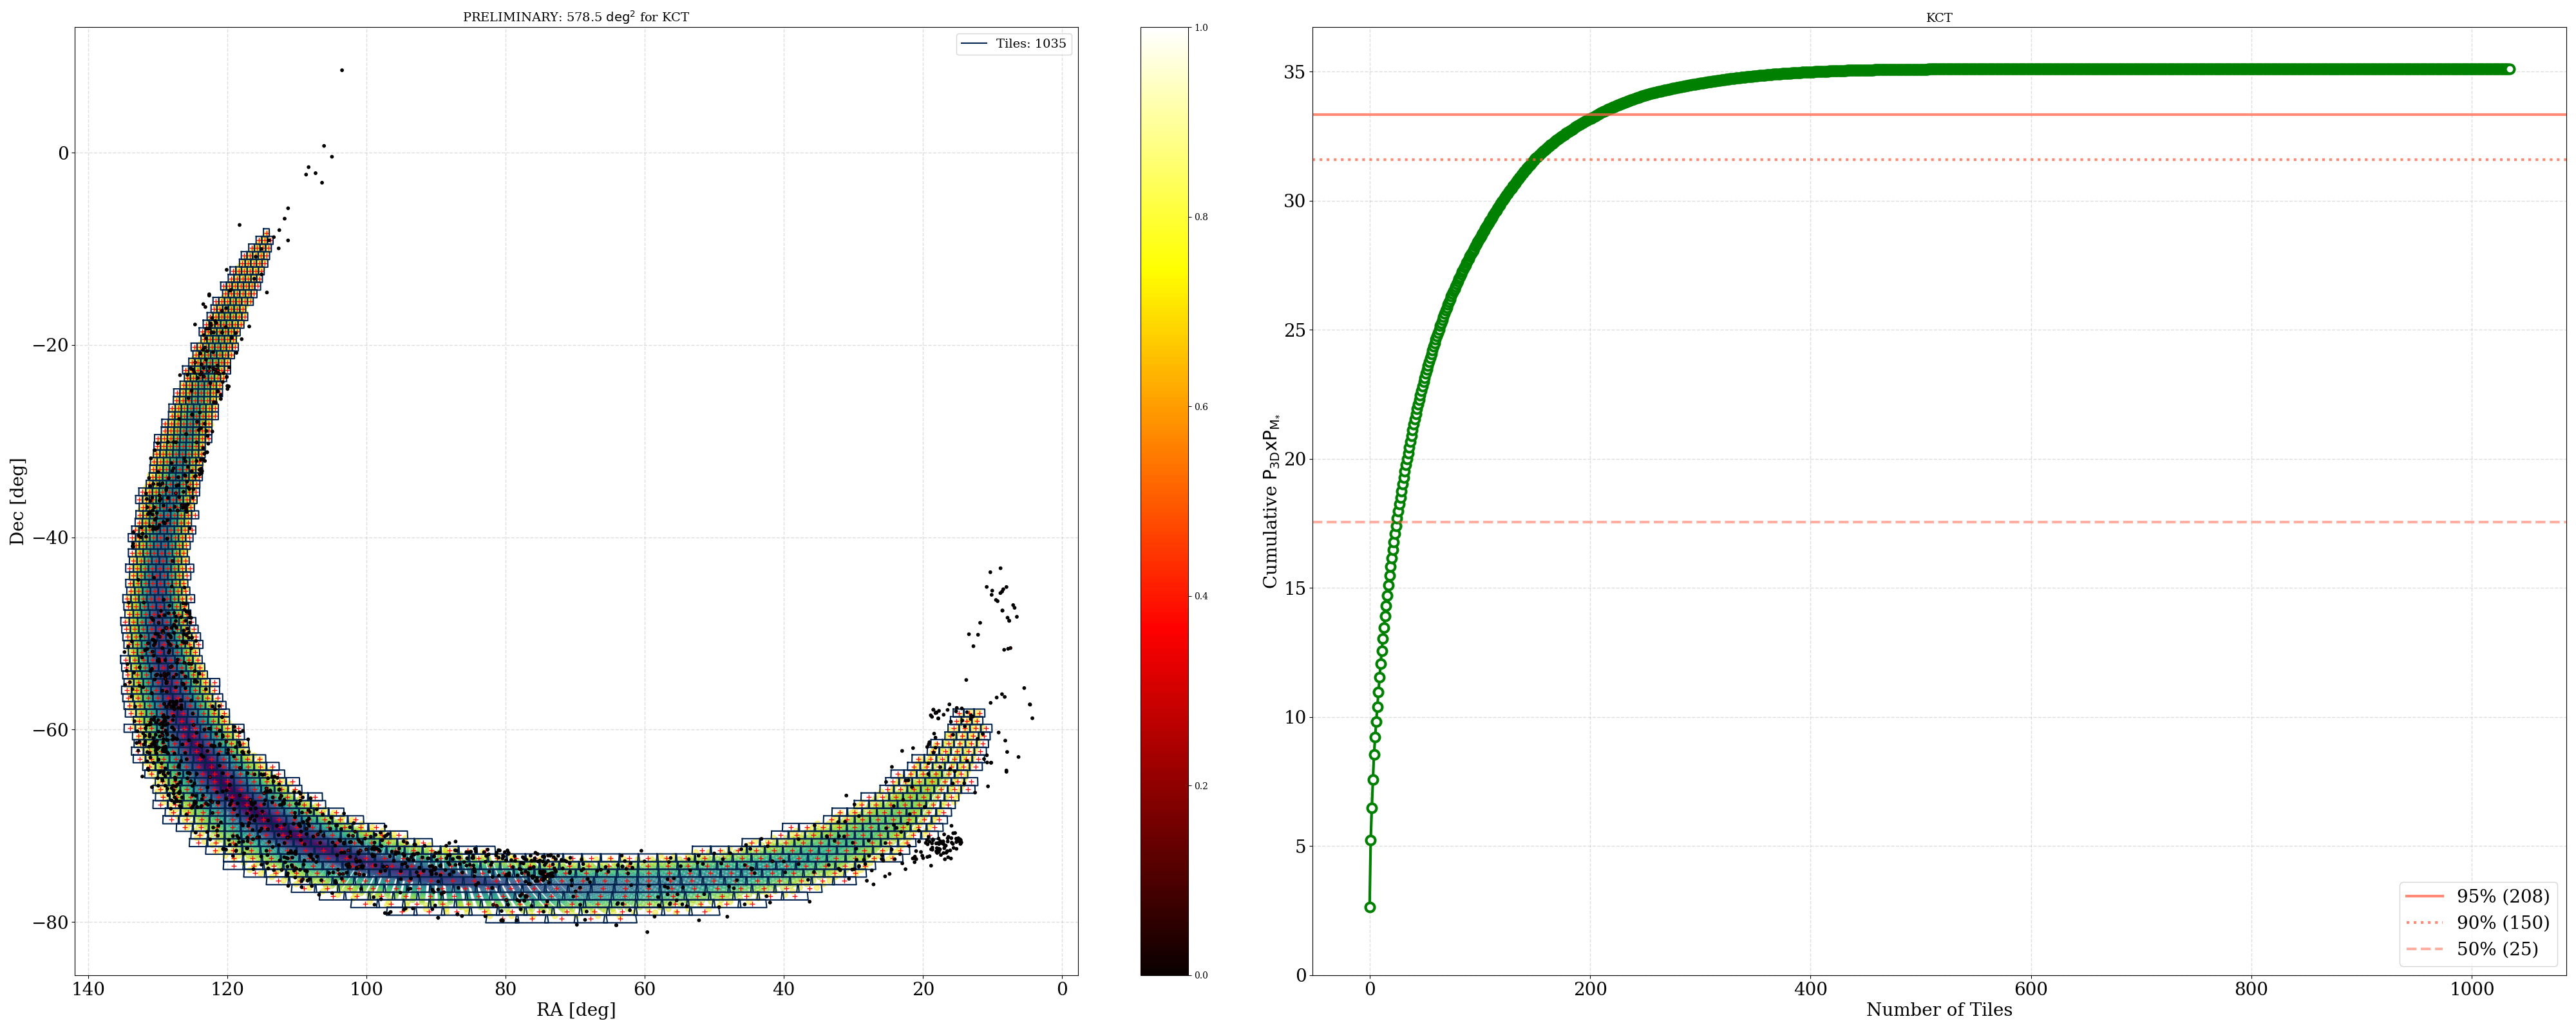 PRELIMINARY: 578.5 deg² for KCT
Tiles: 1035
0
−20
−40
−60
−80
Dec [deg]
140 120 100 80 60 40 20 0
RA [deg]
1.0
0.8
0.6
0.4
0.2
0.0
KCT
35
30
25
20
15
10
5
0
Cumulative P_3DxP_M*
0 200 400 600 800 1000
Number of Tiles
95% (208)
90% (150)
50% (25)